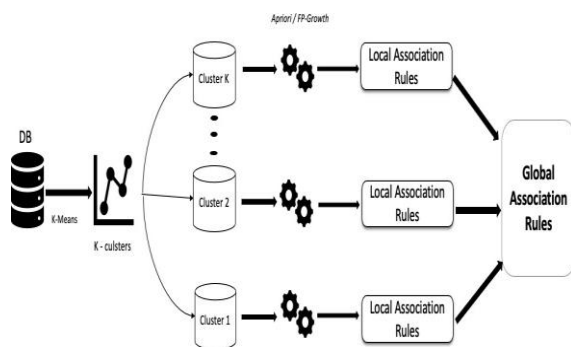 Apriori / FP-Growth
Cluster K
Local Association
Rules
DB
K-Means
K - culsters
Cluster 2
Local Association
Rules
Global
Association
Rules
Cluster 1
Local Association
Rules